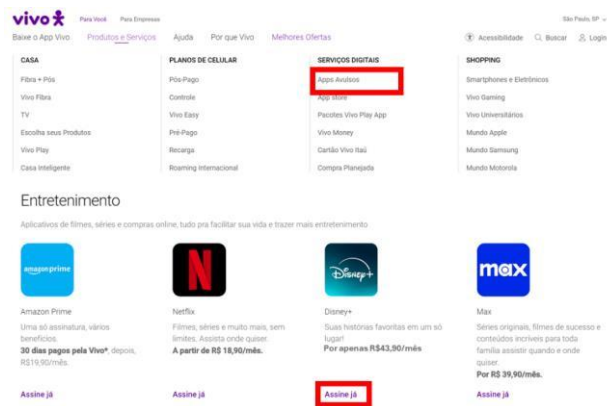 vivo
Para Você Para Empresas São Paulo, SP
Baixe o App Vivo Produtos e Serviços Ajuda Por que Vivo Melhores Ofertas Acessibilidade Buscar Login
CASA
Fibra + Pós
Vivo Fibra
TV
Escolha seus Produtos
Vivo Play
Casa Inteligente
PLANOS DE CELULAR
Pós-Pago
Controle
Vivo Easy
Pré-Pago
Recarga
Roaming Internacional
SERVIÇOS DIGITAIS
Apps Avulsos
App store
Pacotes Vivo Play App
Vivo Money
Cartão Vivo Itaú
Compra Planejada
SHOPPING
Smartphones e Eletrônicos
Vivo Gaming
Vivo Universitários
Mundo Apple
Mundo Samsung
Mundo Motorola
Entretenimento
Aplicativos de filmes, séries e compras online, tudo pra facilitar sua vida e trazer mais entretenimento.
amazon prime
Amazon Prime
Uma só assinatura, vários
benefícios.
30 dias pagos pela Vivo*, depois,
R$19,90/mês.
Assine já
N
Netflix
Filmes, séries e muito mais, sem
limites. Assista onde quiser.
A partir de R$ 18,90/mês.
Assine já
Disney+
Disney+
Suas histórias favoritas em um só
lugar!
Por apenas R$43,90/mês
Assine já
max
Max
Séries originais, filmes de sucesso e
conteúdos incríveis para toda
família assistir quando e onde
quiser.
Por R$ 39,90/mês.
Assine já